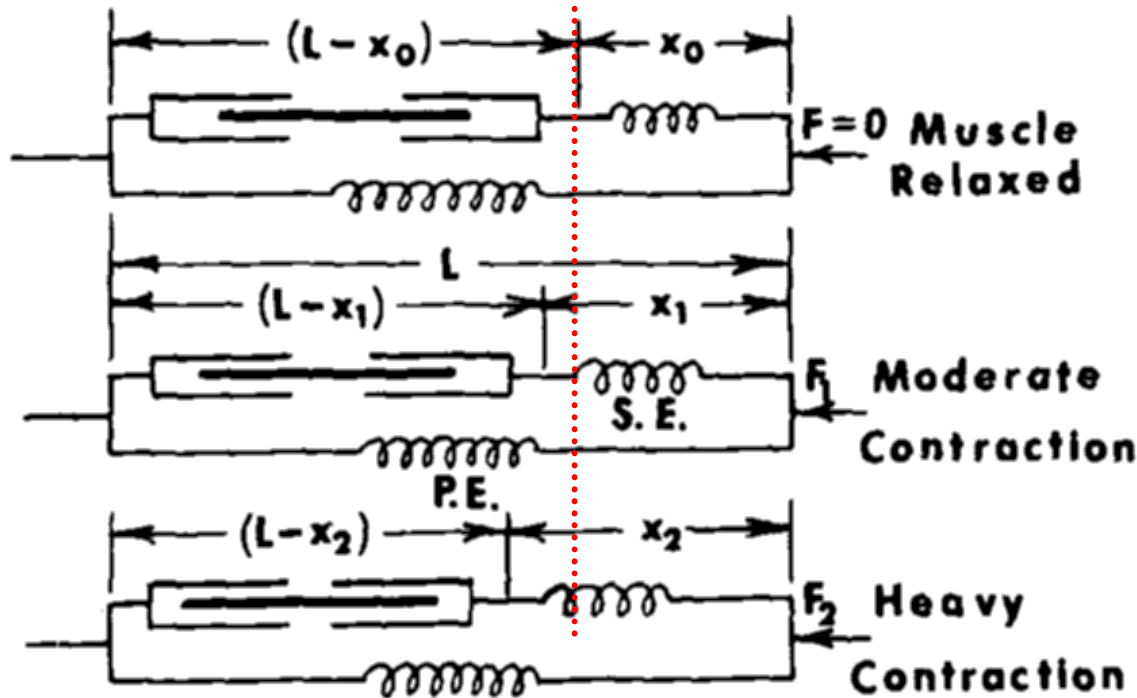 (L-x₀) x₀
F=0 Muscle
Relaxed
L
(L-x₁) x₁
F₁ Moderate
S.E.
Contraction
P.E.
(L-x₂) x₂
F₂ Heavy
Contraction